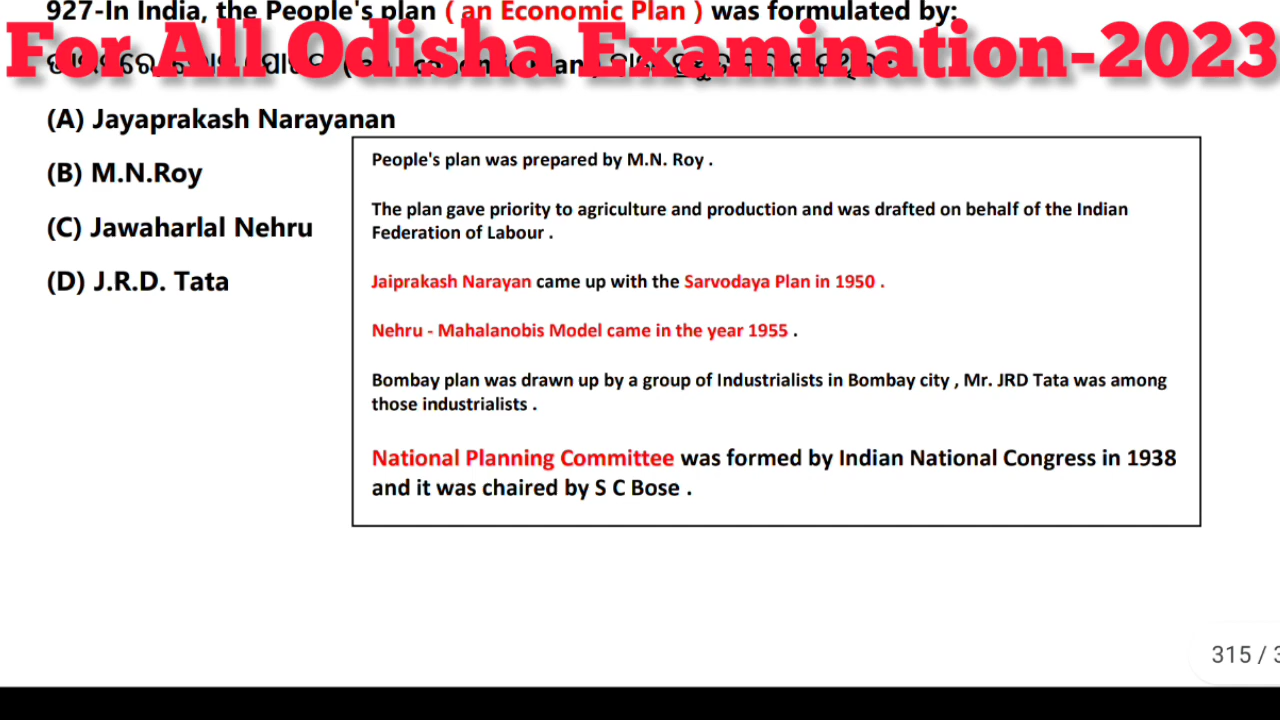 927-In India, the People's plan ( an Economic Plan ) was formulated by:
For All Odisha Examination-2023
(A) Jayaprakash Narayanan
(B) M.N.Roy
(C) Jawaharlal Nehru
(D) J.R.D. Tata
People's plan was prepared by M.N. Roy .
The plan gave priority to agriculture and production and was drafted on behalf of the Indian
Federation of Labour .
Jaiprakash Narayan came up with the Sarvodaya Plan in 1950 .
Nehru - Mahalanobis Model came in the year 1955 .
Bombay plan was drawn up by a group of Industrialists in Bombay city , Mr. JRD Tata was among
those industrialists .
National Planning Committee was formed by Indian National Congress in 1938
and it was chaired by S C Bose .
315 / 3